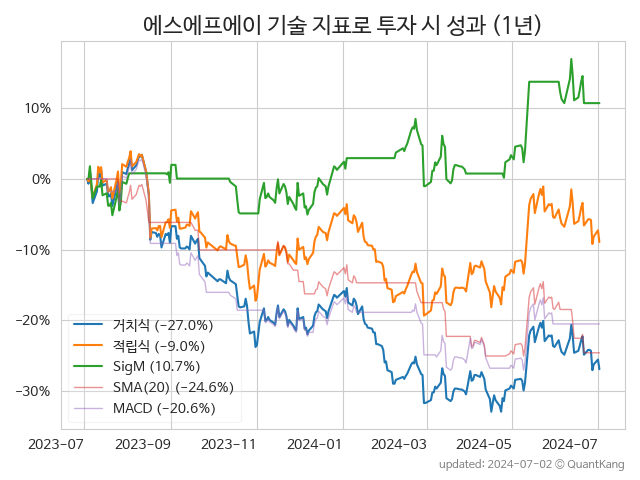 에스에프에이 기술 지표로 투자 시 성과 (1년)
10%
0%
−10%
−20%
−30%
거치식 (−27.0%)
적립식 (−9.0%)
SigM (10.7%)
SMA(20) (−24.6%)
MACD (−20.6%)
2023-07
2023-09
2023-11
2024-01
2024-03
2024-05
2024-07
updated: 2024-07-02 © QuantKang